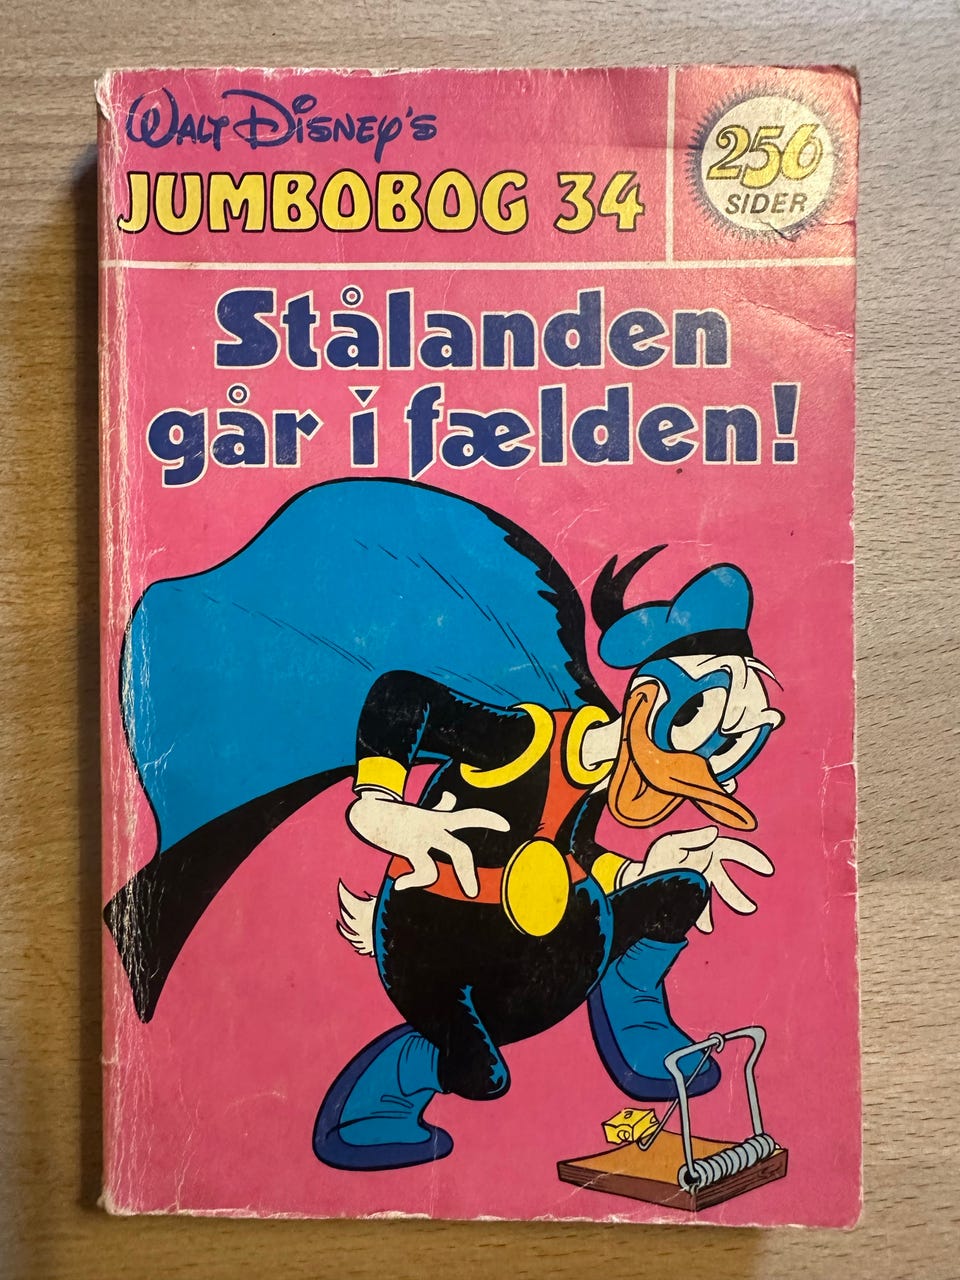 Walt Disney's
JUMBOBOG 34
256
SIDER
Stålanden
går i fælden!